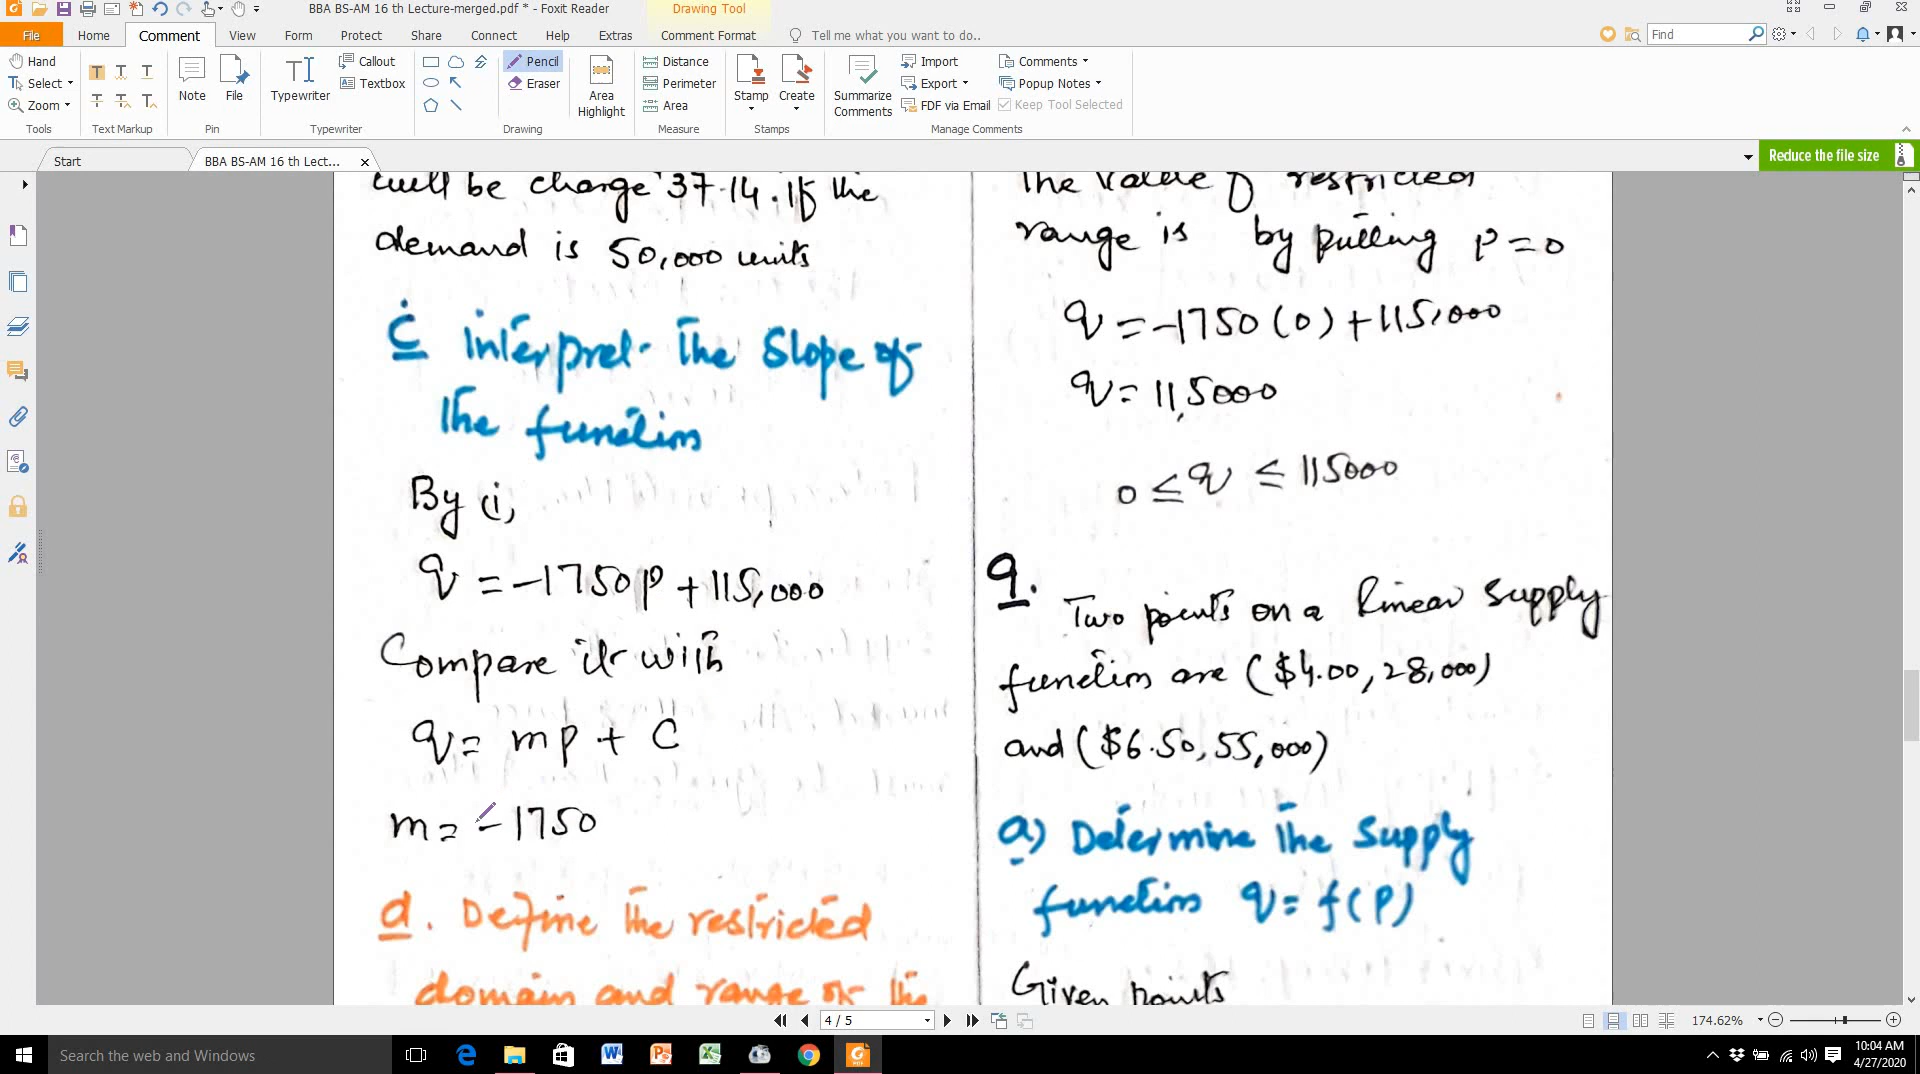 BBA BS-AM 16 th Lecture-merged.pdf * - Foxit Reader
Drawing Tool
File Home Comment View Form Protect Share Connect Help Extras Comment Format Tell me what you want to do.. Find
Hand
Select
Zoom
Tools
Text Markup
Note
File
Pin
Typewriter
Callout
Textbox
Typewriter
Pencil
Eraser
Drawing
Area
Highlight
Distance
Perimeter
Area
Measure
Stamp
Create
Stamps
Summarize
Comments
Import
Export
FDF via Email
Comments
Popup Notes
Keep Tool Selected
Manage Comments
Start
BBA BS-AM 16 th Lect...
Reduce the file size
will be charge 37.14. If the
demand is 50,000 units
c interpret the slope of
the function
By (i,
q = -1750p + 115,000
Compare it with
q = mp + c
m = -1750
d. Define the restricted
domain and range of the
The value of restricted
range is by putting P=0
q = -1750(0) + 115,000
q = 11,5000
0 ≤ q ≤ 115000
9.
Two points on a linear supply
function are ($4.00, 28,000)
and ($6.50, 55,000)
a) Determine the supply
function q = f(P)
Given points
4 / 5
174.62%
Search the web and Windows
10:04 AM
4/27/2020